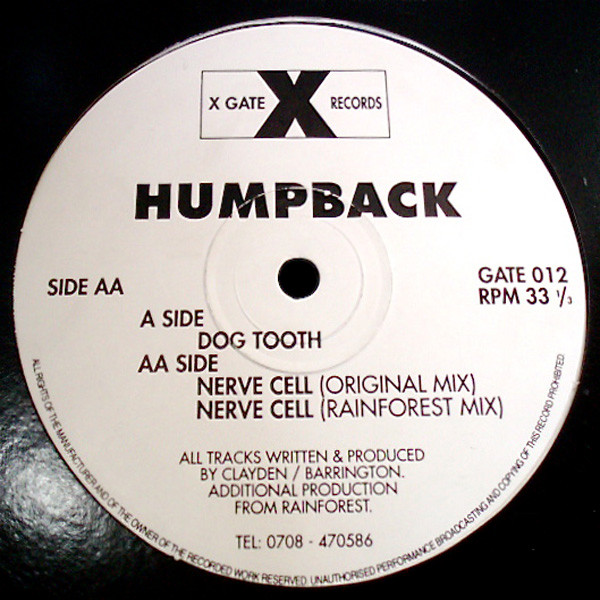 X GATE X RECORDS
HUMPBACK
SIDE AA
GATE 012
RPM 33 1/3
A SIDE
DOG TOOTH
AA SIDE
NERVE CELL (ORIGINAL MIX)
NERVE CELL (RAINFOREST MIX)
ALL TRACKS WRITTEN & PRODUCED
BY CLAYDEN / BARRINGTON.
ADDITIONAL PRODUCTION
FROM RAINFOREST.
TEL: 0708 - 470586
ALL RIGHTS OF THE MANUFACTURER AND OF THE OWNER OF THE RECORDED WORK RESERVED. UNAUTHORISED PERFORMANCE BROADCASTING AND COPYING OF THIS RECORD PROHIBITED